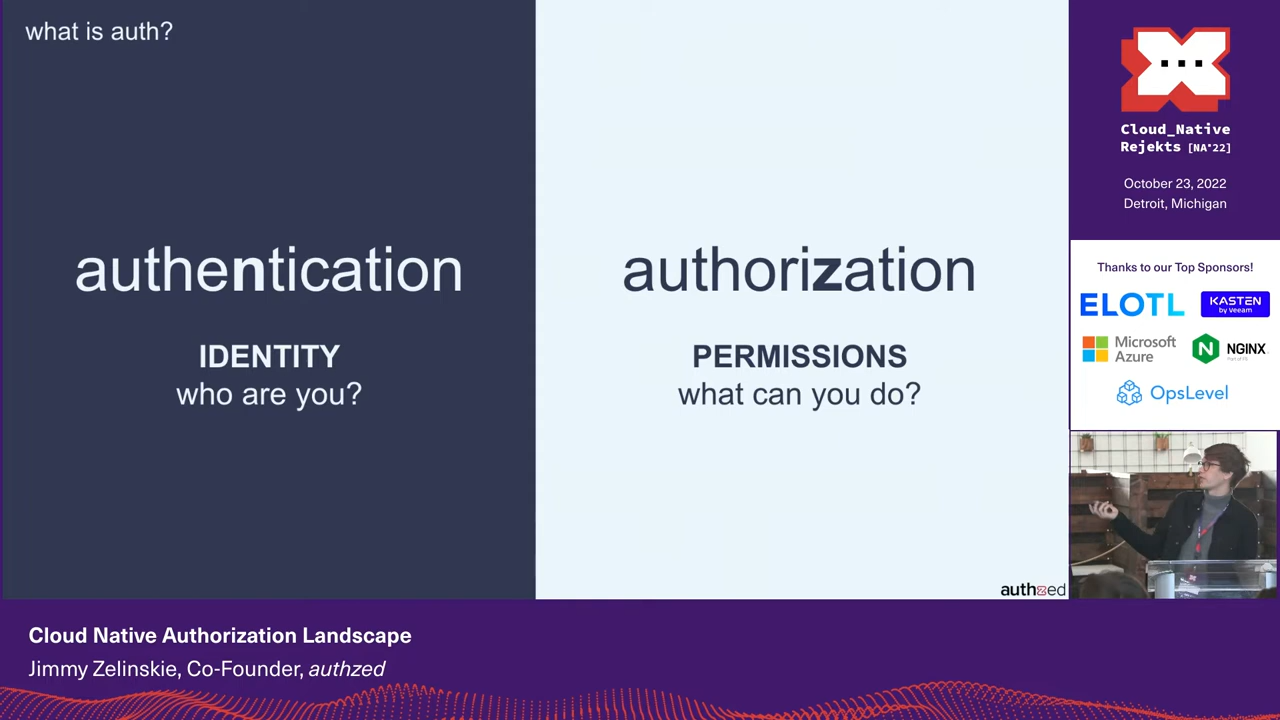 what is auth?
authentication
IDENTITY
who are you?
authorization
PERMISSIONS
what can you do?
authzed
Cloud_Native
Rejekts [NA'22]
October 23, 2022
Detroit, Michigan
Thanks to our Top Sponsors!
ELOTL
KASTEN
by Veeam
Microsoft
Azure
NGINX
OpsLevel
Cloud Native Authorization Landscape
Jimmy Zelinskie, Co-Founder, authzed